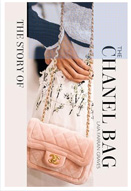 THE STORY OF
THE
CHANEL BAG